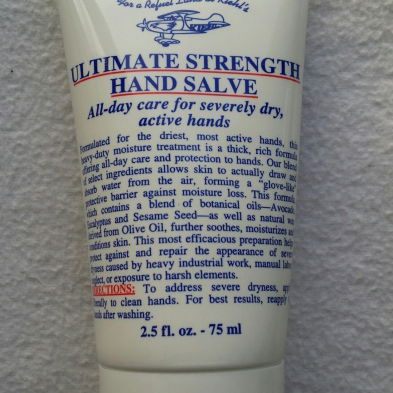 For a Refuel Land at Kiehl's
ULTIMATE STRENGTH
HAND SALVE
All-day care for severely dry,
active hands
Formulated for the driest, most active hands, this
heavy-duty moisture treatment is a thick, rich formula
offering all-day care and protection to hands. Our blend
of select ingredients allows skin to actually draw and
absorb water from the air, forming a "glove-like"
protective barrier against moisture loss. This formula,
which contains a blend of botanical oils—Avocado,
Eucalyptus and Sesame Seed—as well as natural wax
derived from Olive Oil, further soothes, moisturizes and
conditions skin. This most efficacious preparation helps
protect against and repair the appearance of severe
dryness caused by heavy industrial work, manual labor,
neglect, or exposure to harsh elements.
DIRECTIONS: To address severe dryness, apply
liberally to clean hands. For best results, reapply
hands after washing.
2.5 fl. oz. - 75 ml